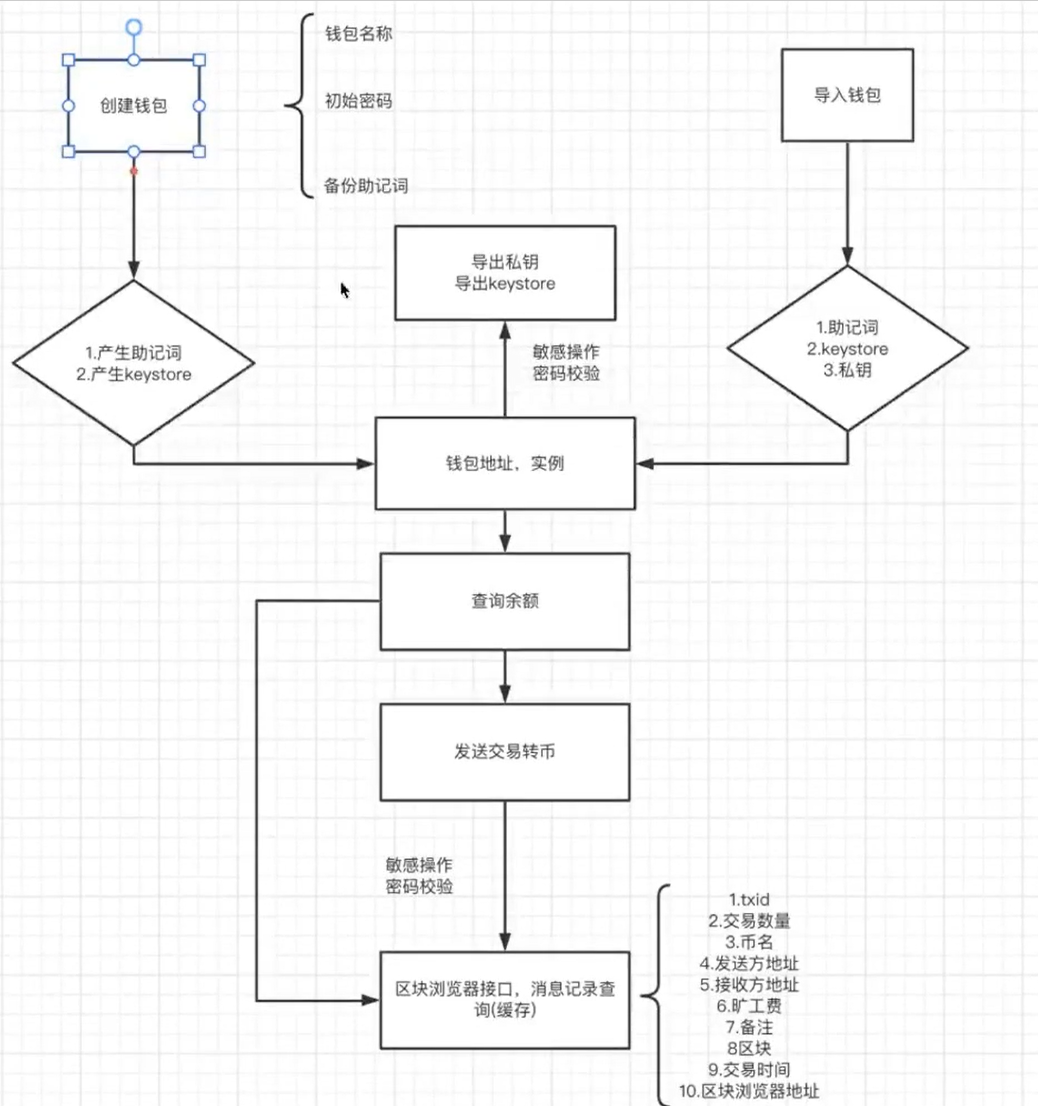 钱包名称
创建钱包
初始密码
备份助记词
导入钱包
导出私钥
导出keystore
1.产生助记词
2.产生keystore
敏感操作
密码校验
1.助记词
2.keystore
3.私钥
钱包地址，实例
查询余额
发送交易转币
敏感操作
密码校验
区块浏览器接口，消息记录查
询(缓存)
1.txid
2.交易数量
3.币名
4.发送方地址
5.接收方地址
6.旷工费
7.备注
8区块
9.交易时间
10.区块浏览器地址